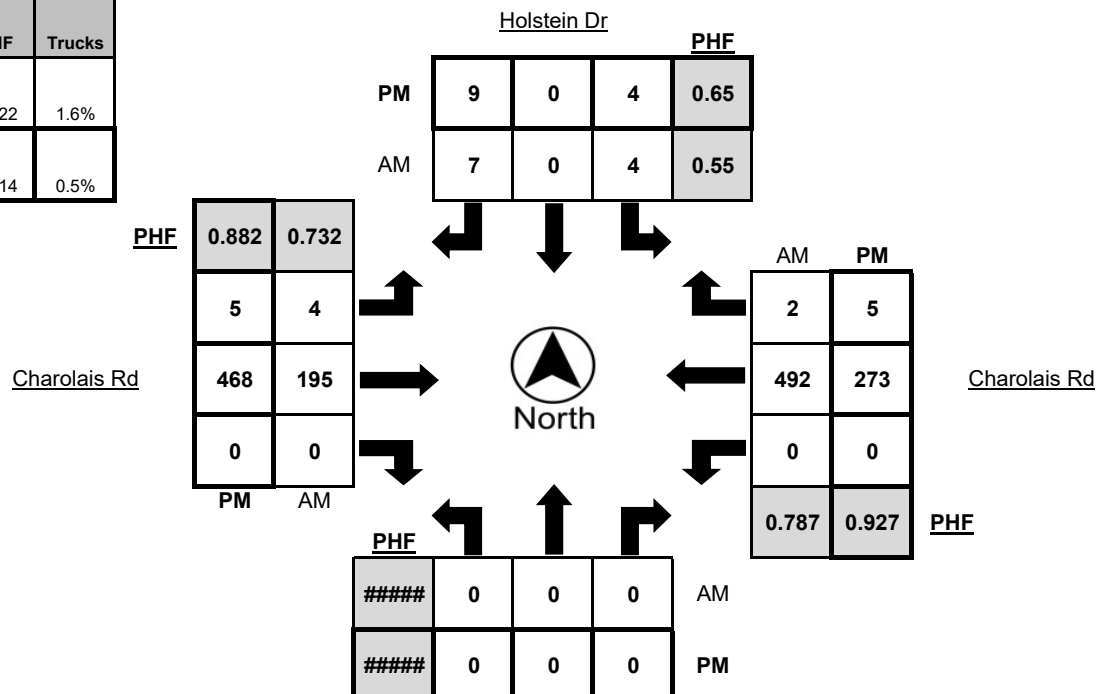 Holstein Dr
PHF
Trucks
PM 9 0 4 0.65
1.6%
AM 7 0 4 0.55
0.5%
PHF 0.882 0.732
AM PM
5 4
2 5
Charolais Rd 468 195
492 273 Charolais Rd
North
0 0
0 0
PM AM
0.787 0.927 PHF
PHF
##### 0 0 0 AM
##### 0 0 0 PM